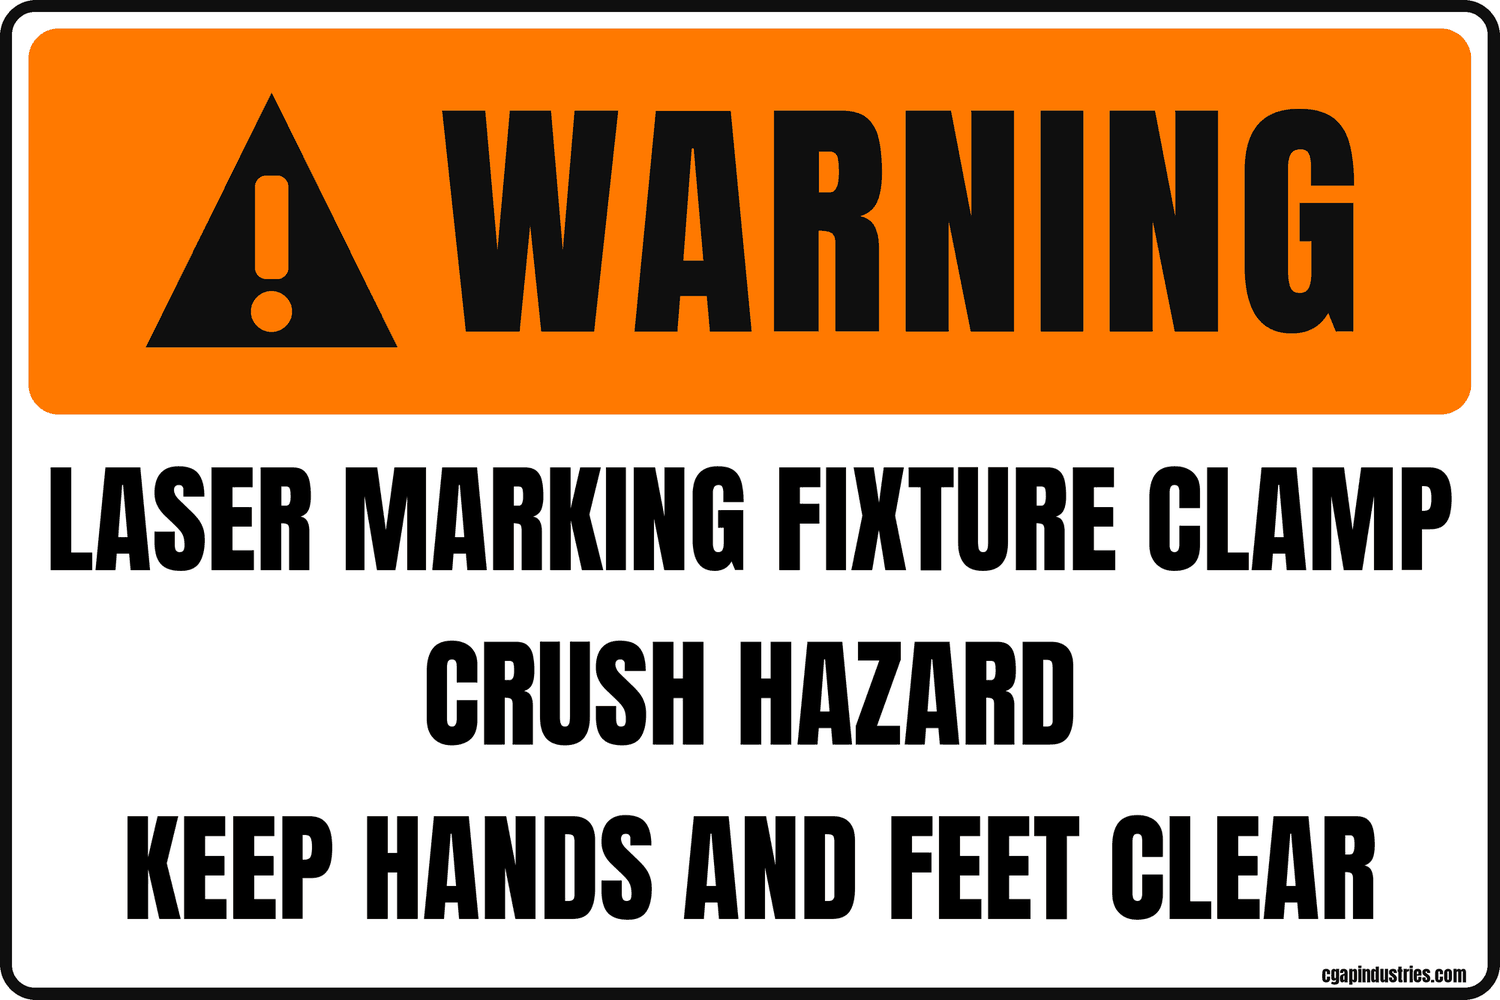 WARNING
LASER MARKING FIXTURE CLAMP
CRUSH HAZARD
KEEP HANDS AND FEET CLEAR
cgapindustries.com